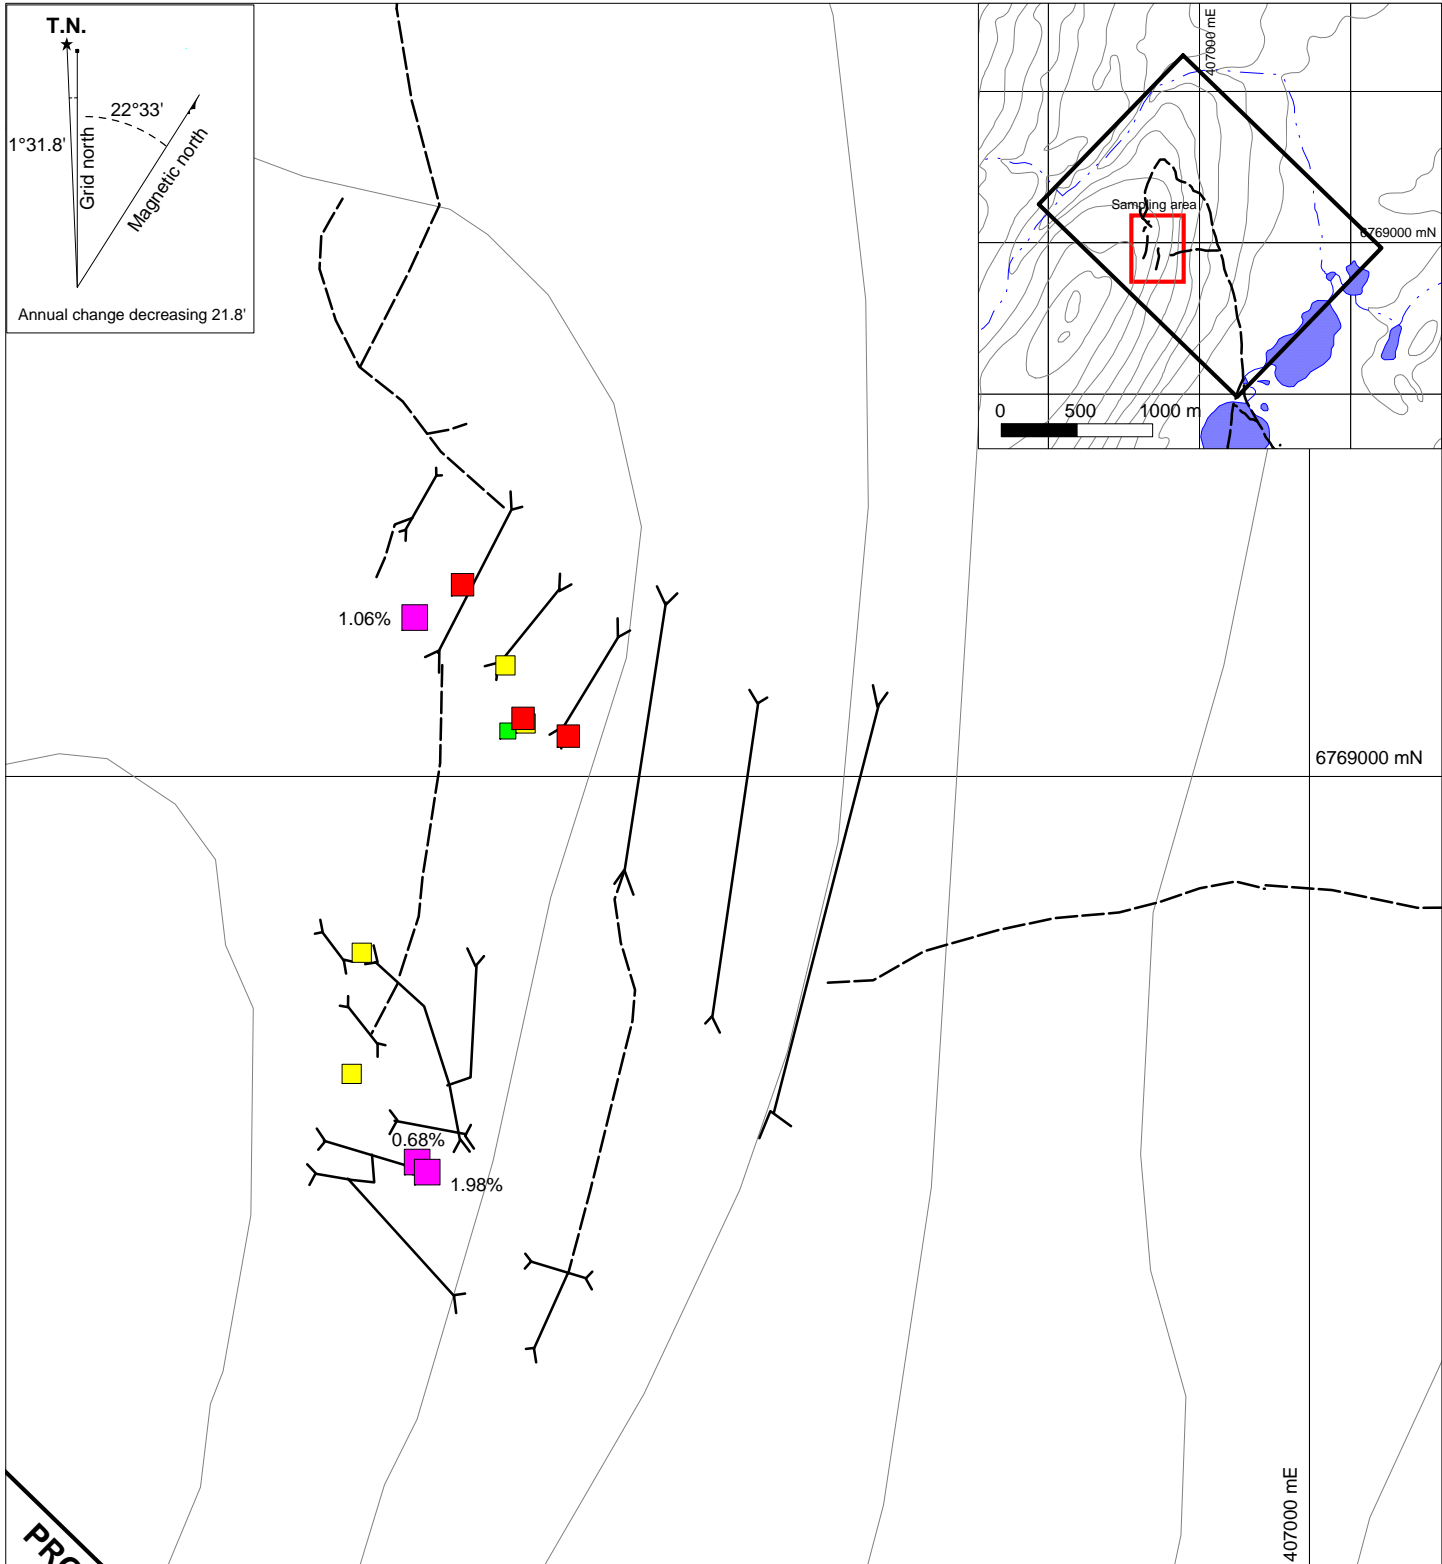 T.N.
22°33'
1°31.8'
Grid north
Magnetic north
Annual change decreasing 21.8'
407000 mE
Sampling area
6769000 mN
0 500 1000 m
1.06%
6769000 mN
0.68%
1.98%
407000 mE